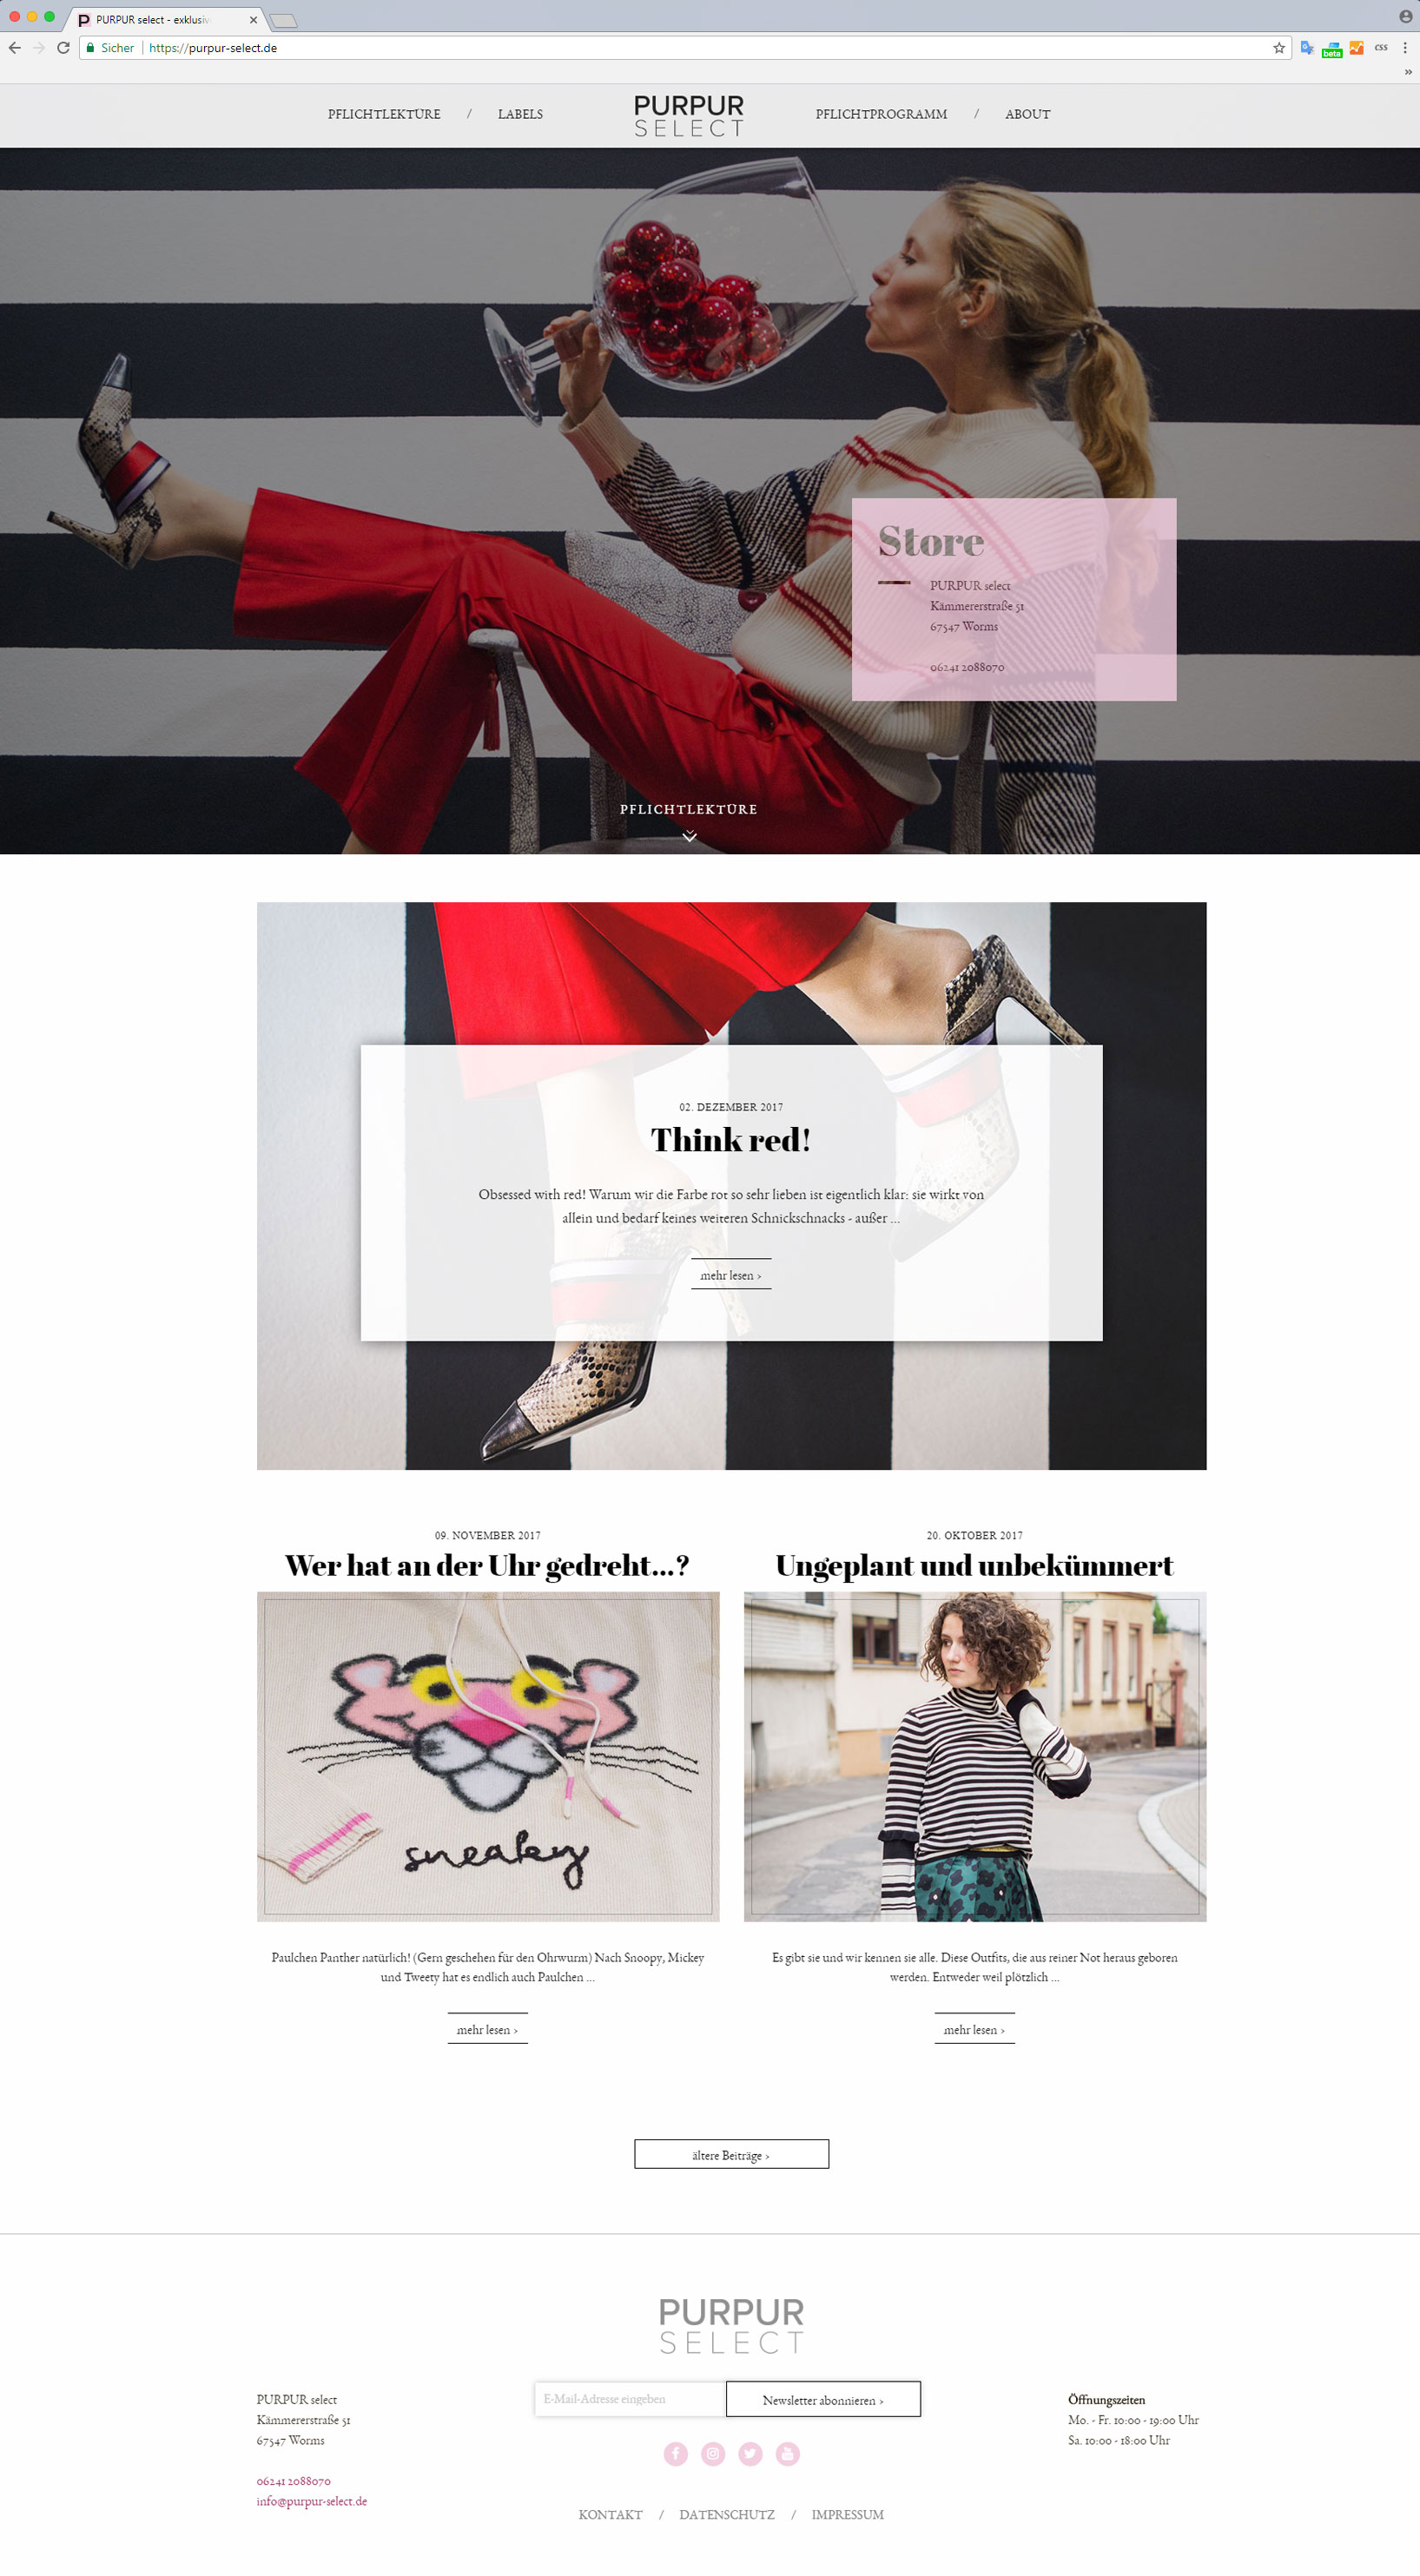 PURPUR select - exklusiv
Sicher
https://purpur-select.de
beta
css
PFLICHTLEKTÜRE / LABELS
PURPUR
SELECT
PFLICHTPROGRAMM / ABOUT
Store
PURPUR select
Kämmererstraße 51
67547 Worms
06241 2088070
PFLICHTLEKTÜRE
02. DEZEMBER 2017
Think red!
Obsessed with red! Warum wir die Farbe rot so sehr lieben ist eigentlich klar: sie wirkt von
allein und bedarf keines weiteren Schnickschnacks - außer ...
mehr lesen >
09. NOVEMBER 2017
Wer hat an der Uhr gedreht...?
sneaky
Paulchen Panther natürlich! (Gern geschehen für den Ohrwurm) Nach Snoopy, Mickey
und Tweety hat es endlich auch Paulchen ...
mehr lesen >
20. OKTOBER 2017
Ungeplant und unbekümmert
Es gibt sie und wir kennen sie alle. Diese Outfits, die aus reiner Not heraus geboren
werden. Entweder weil plötzlich ...
mehr lesen >
ältere Beiträge >
PURPUR
SELECT
PURPUR select
Kämmererstraße 51
67547 Worms
06241 2088070
info@purpur-select.de
E-Mail-Adresse eingeben
Newsletter abonnieren >
KONTAKT / DATENSCHUTZ / IMPRESSUM
Öffnungszeiten
Mo. - Fr. 10:00 - 19:00 Uhr
Sa. 10:00 - 18:00 Uhr